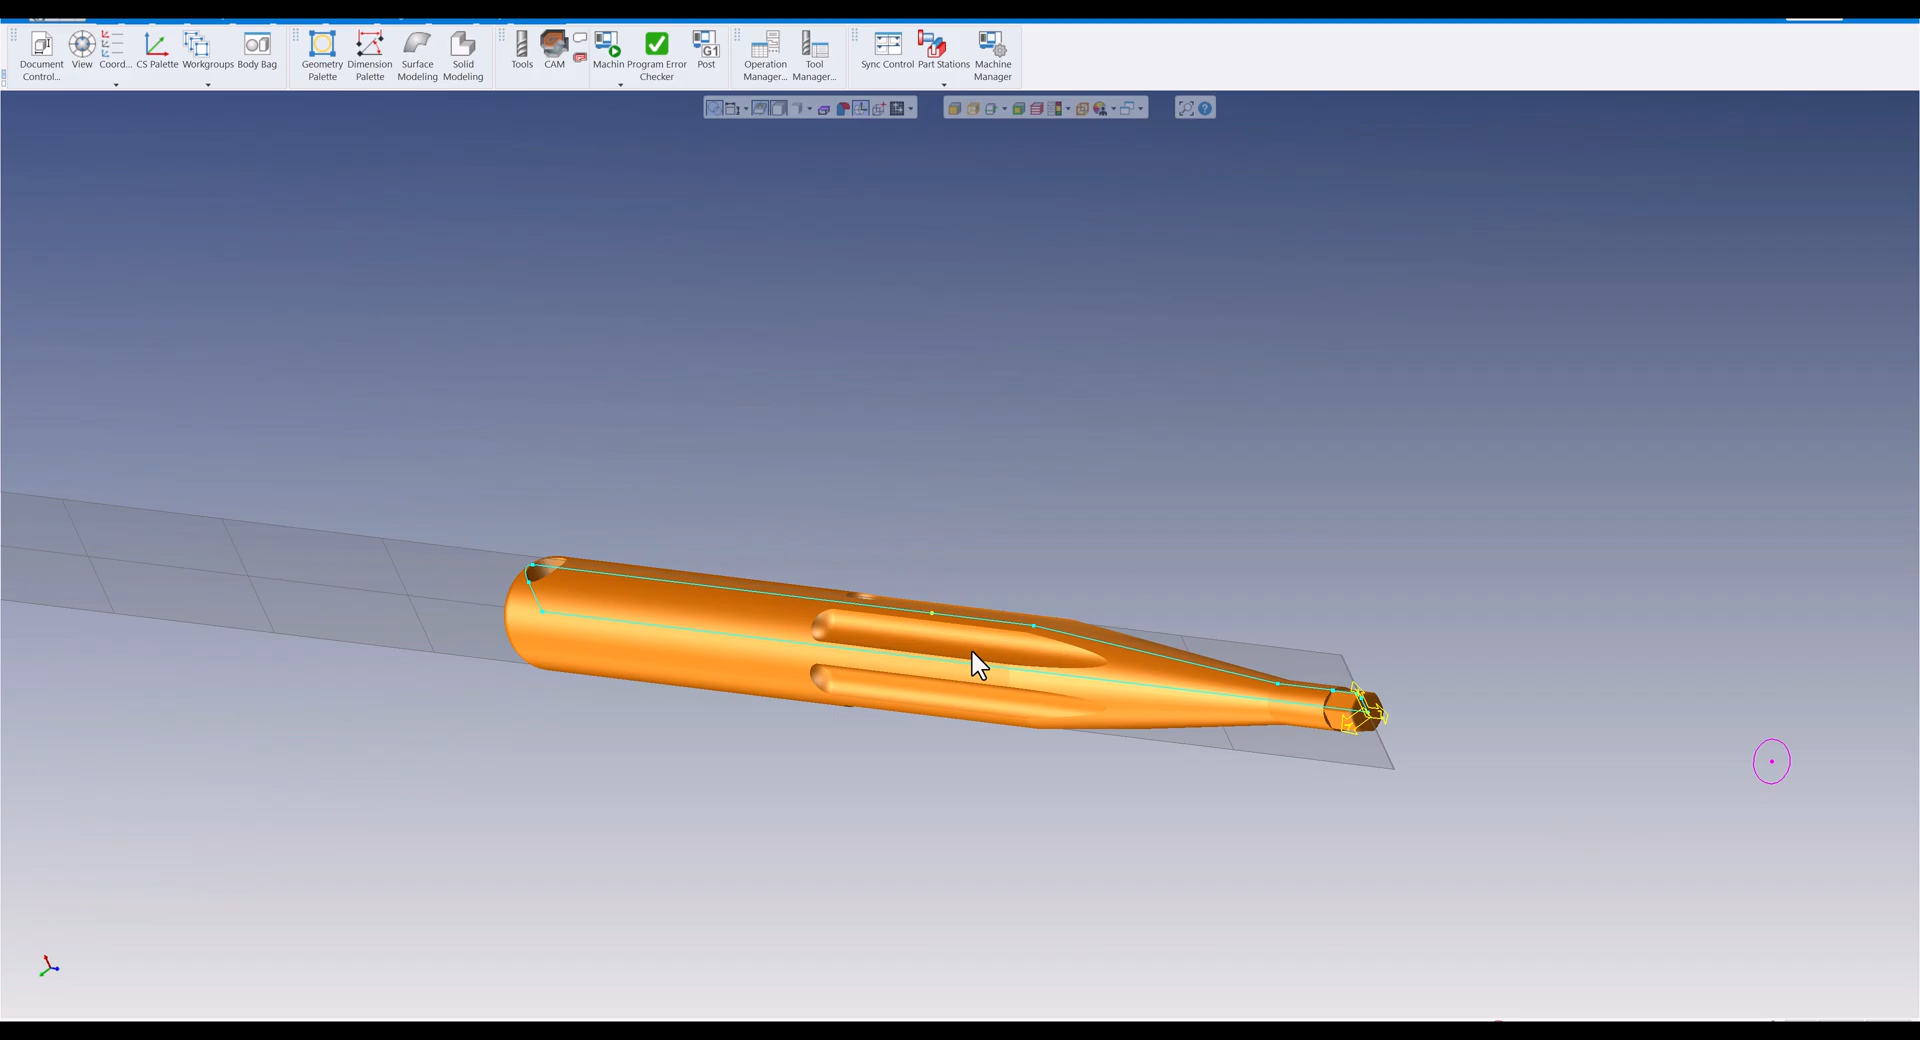 Document Control...
View
Coord...
CS Palette
Workgroups
Body Bag
Geometry Palette
Dimension Palette
Surface Modeling
Solid Modeling
Tools
CAM
Machin
Program Error Checker
Post
G1
Operation Manager...
Tool Manager...
Sync Control
Part Stations
Machine Manager